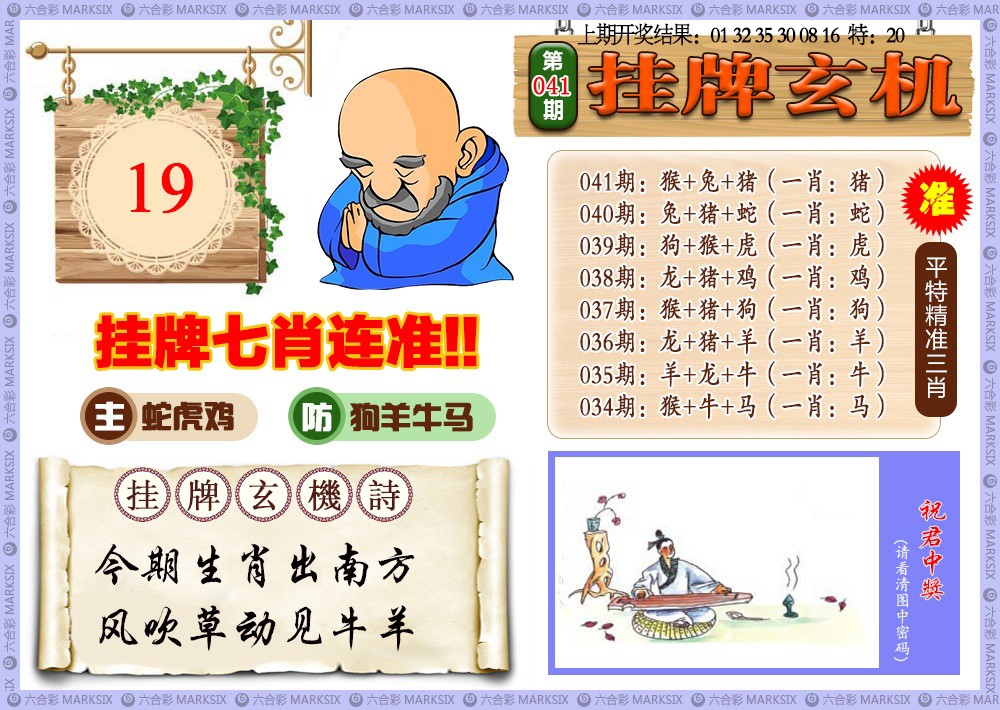 上期开奖结果：01 32 35 30 08 16 特：20
第
041
期
挂牌玄机
19
041期：猴+兔+猪（一肖：猪）
040期：兔+猪+蛇（一肖：蛇）
039期：狗+猴+虎（一肖：虎）
038期：龙+猪+鸡（一肖：鸡）
037期：猴+猪+狗（一肖：狗）
036期：龙+猪+羊（一肖：羊）
035期：羊+龙+牛（一肖：牛）
034期：猴+牛+马（一肖：马）
准
平特精准三肖
挂牌七肖连准!!
主 蛇虎鸡
防 狗羊牛马
挂牌玄機詩
今期生肖出南方
风吹草动见牛羊
祝君中獎
（请看清图中密码）
六合彩 MARKSIX